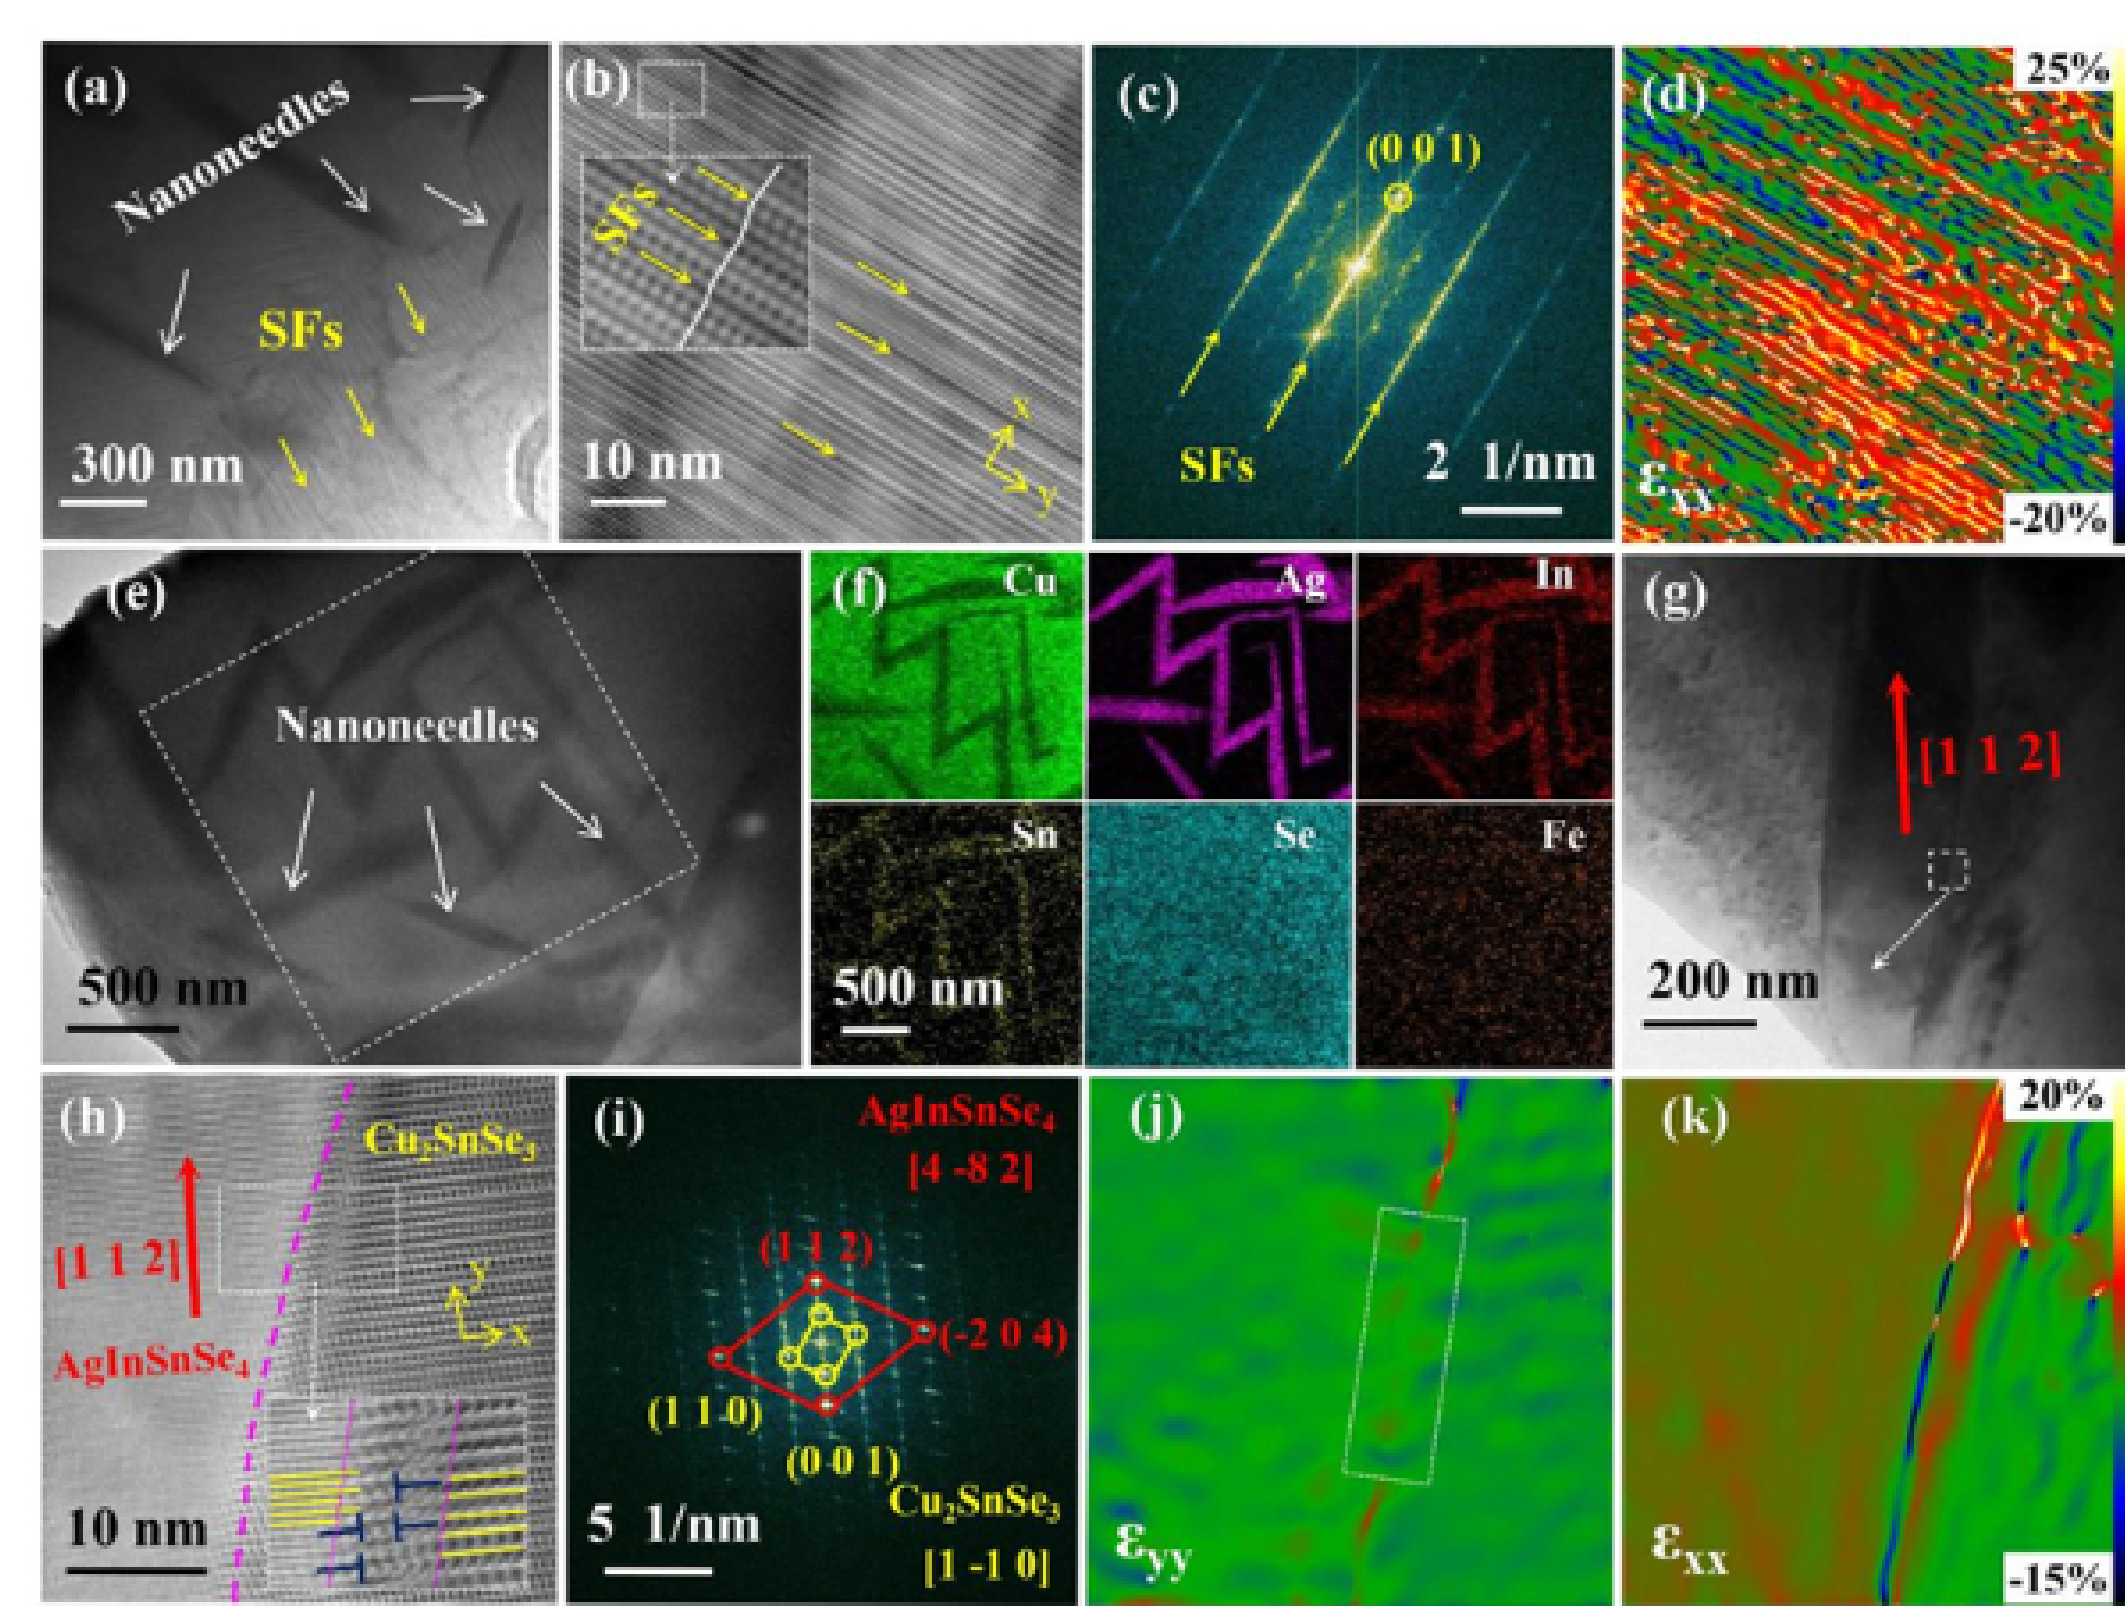 (a)
Nanoneedles
SFs
300 nm
(b)
SFs
x
y
10 nm
(c)
(0 0 1)
SFs
2 1/nm
(d)
25%
εxx
-20%
(e)
Nanoneedles
500 nm
(f)
Cu
Ag
In
Sn
Se
Fe
500 nm
(g)
[1 1 2]
200 nm
(h)
Cu₂SnSe₃
[1 1 2]
y
x
AgInSnSe₄
10 nm
(i)
AgInSnSe₄
[4 -8 2]
(1 1 2)
(-2 0 4)
(1 1 0)
(0 0 1)
Cu₂SnSe₃
5 1/nm
[1 -1 0]
(j)
εyy
(k)
20%
εxx
-15%